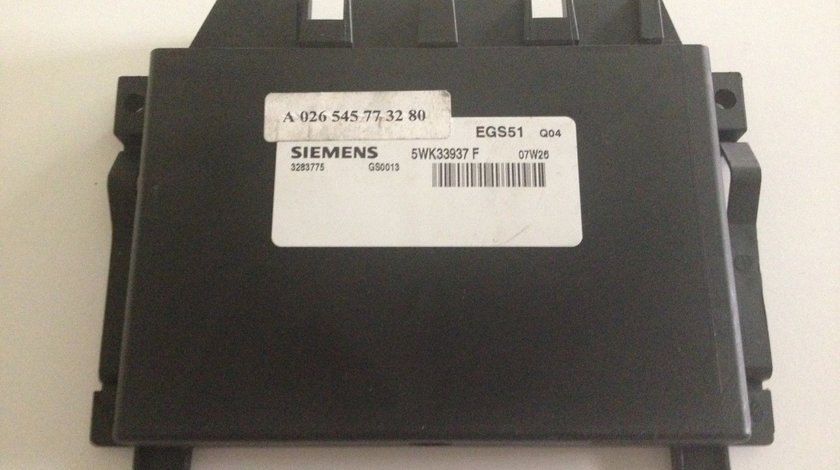 A 026 545 77 32 80
EGS51 Q04
SIEMENS 5WK33937 F 07W26
3283775 GS0013